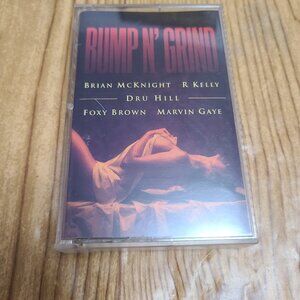 BUMP N' GRIND
BRIAN MCKNIGHT R KELLY
DRU HILL
FOXY BROWN MARVIN GAYE